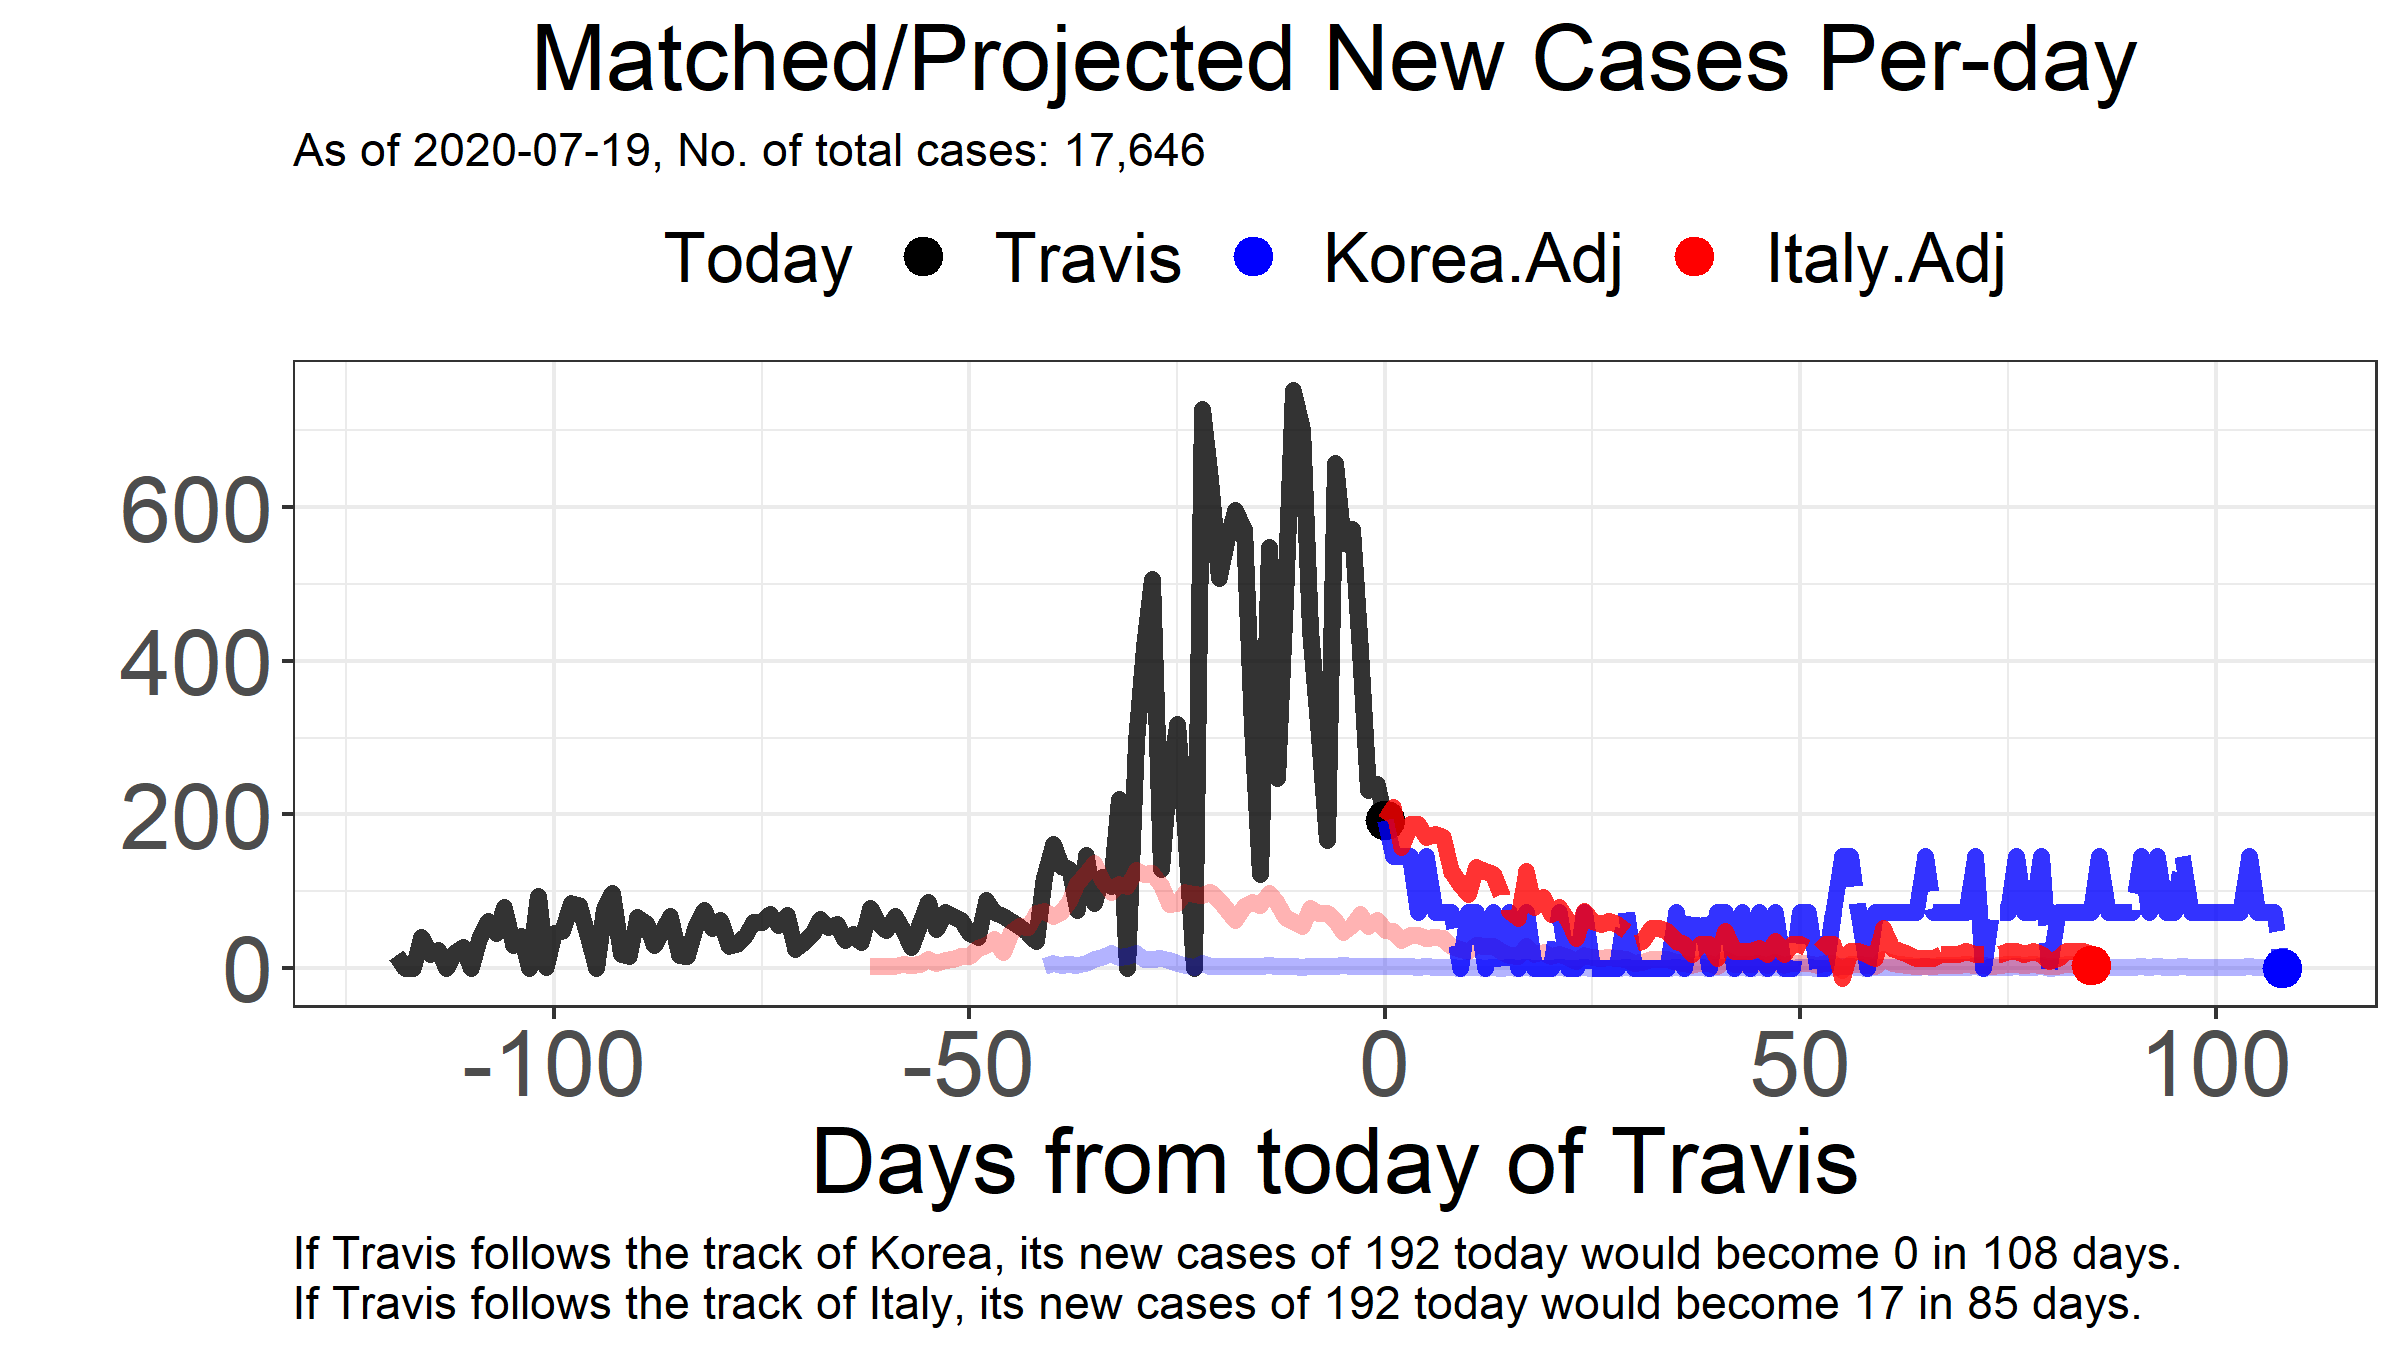 Matched/Projected New Cases Per-day
As of 2020-07-19, No. of total cases: 17,646
Today Travis Korea.Adj Italy.Adj
600
400
200
0
-100 -50 0 50 100
Days from today of Travis
If Travis follows the track of Korea, its new cases of 192 today would become 0 in 108 days.
If Travis follows the track of Italy, its new cases of 192 today would become 17 in 85 days.